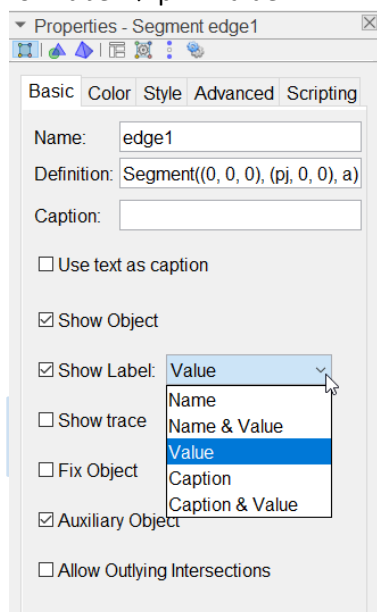 Properties - Segment edge1
Basic Color Style Advanced Scripting
Name: edge1
Definition: Segment((0, 0, 0), (pj, 0, 0), a)
Caption:
Use text as caption
Show Object
Show Label: Value
Name
Show trace Name & Value
Value
Fix Object Caption
Caption & Value
Auxiliary Object
Allow Outlying Intersections